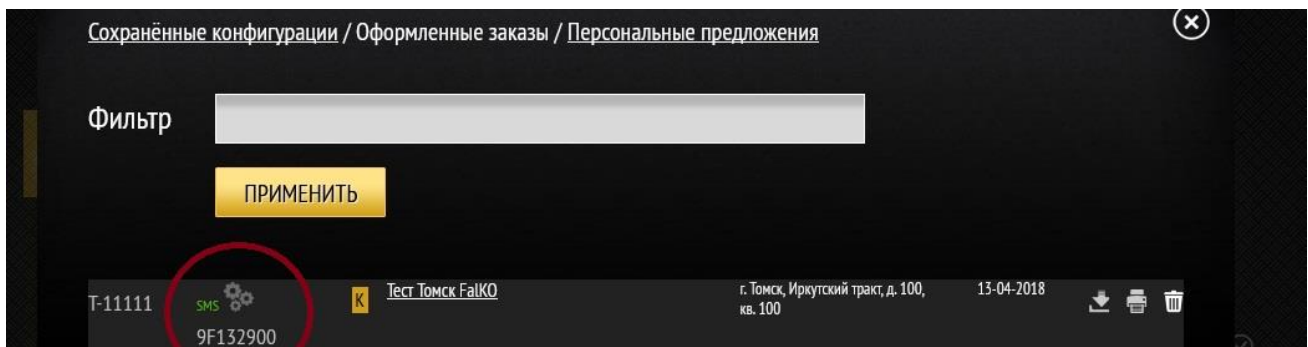 Сохранённые конфигурации / Оформленные заказы / Персональные предложения
Фильтр
ПРИМЕНИТЬ
T-11111 SMS K Тест Томск FalKO г. Томск, Иркутский тракт, д. 100, 13-04-2018
кв. 100
9F132900